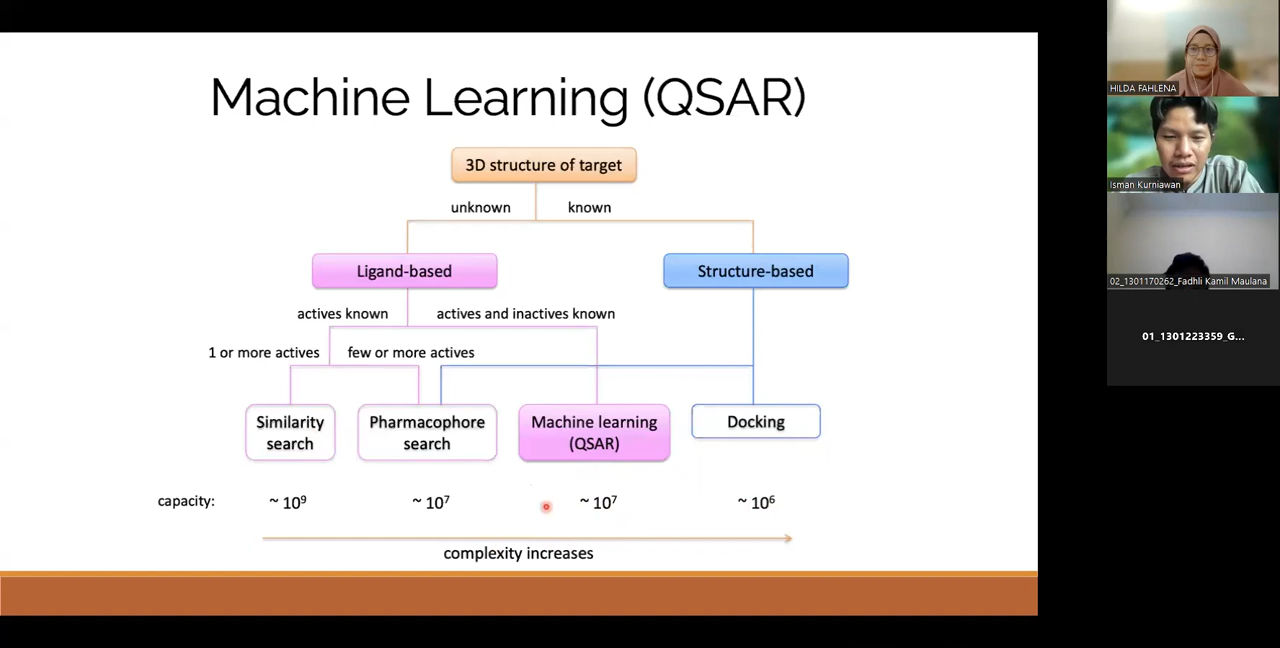 Machine Learning (QSAR)
3D structure of target
unknown
known
Ligand-based
Structure-based
actives known
actives and inactives known
1 or more actives
few or more actives
Similarity
search
Pharmacophore
search
Machine learning
(QSAR)
Docking
capacity:
~ 10⁹
~ 10⁷
~ 10⁷
~ 10⁶
complexity increases
HILDA FAHLENA
Isman Kurniawan
02_1301170262_Fadhli Kamil Maulana
01_1301223359_G...